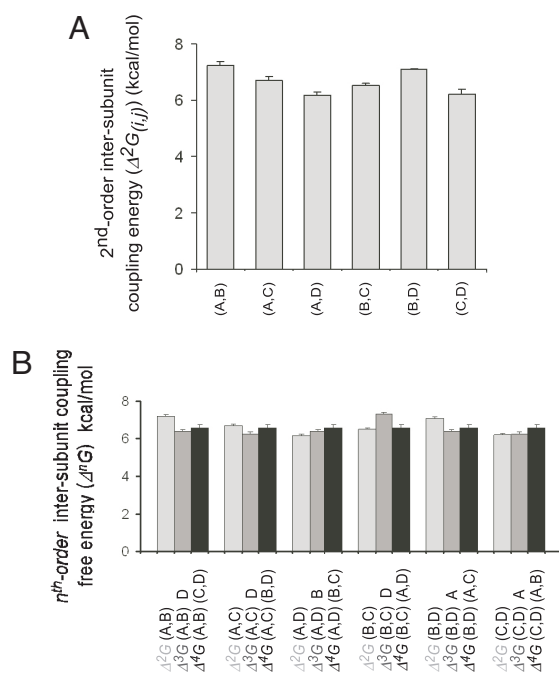 A
2nd-order inter-subunit
coupling energy (Δ2G(i,j)) (kcal/mol)
8
6
4
2
0
(A,B)
(A,C)
(A,D)
(B,C)
(B,D)
(C,D)
B
nth-order inter-subunit coupling
free energy (ΔnG) kcal/mol
8
6
4
2
0
Δ2G (A,B)
Δ3G (A,B) D
Δ4G (A,B) (C,D)
Δ2G (A,C)
Δ3G (A,C) D
Δ4G (A,C) (B,D)
Δ2G (A,D)
Δ3G (A,D) B
Δ4G (A,D) (B,C)
Δ2G (B,C)
Δ3G (B,C) D
Δ4G (B,C) (A,D)
Δ2G (B,D)
Δ3G (B,D) A
Δ4G (B,D) (A,C)
Δ2G (C,D)
Δ3G (C,D) A
Δ4G (C,D) (A,B)